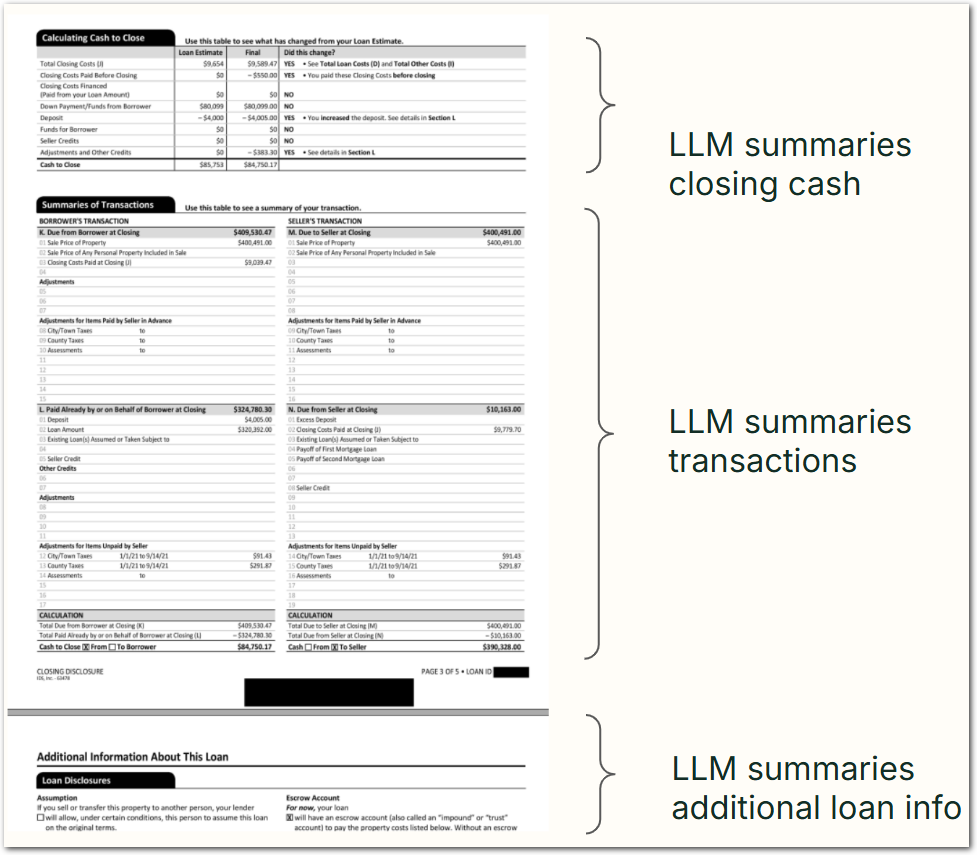 Calculating Cash to Close Use this table to see what has changed from your Loan Estimate.
Loan Estimate Final Did this change?
Total Closing Costs (J) $9,654 $9,589.47 YES • See Total Loan Costs (D) and Total Other Costs (I)
Closing Costs Paid Before Closing $0 – $550.00 YES • You paid these Closing Costs before closing
Closing Costs Financed
(Paid from your Loan Amount) $0 $0 NO
Down Payment/Funds from Borrower $80,099 $80,099.00 NO
Deposit – $4,000 – $4,005.00 YES • You increased the deposit. See details in Section L
Funds for Borrower $0 $0 NO
Seller Credits $0 $0 NO
Adjustments and Other Credits $0 – $383.30 YES • See details in Section L
Cash to Close $85,753 $84,750.17
LLM summaries
closing cash
Summaries of Transactions Use this table to see a summary of your transaction.
BORROWER'S TRANSACTION
K. Due from Borrower at Closing $409,530.47
01 Sale Price of Property $400,491.00
02 Sale Price of Any Personal Property Included in Sale
03 Closing Costs Paid at Closing (J) $9,039.47
04
Adjustments
05
06
07
Adjustments for Items Paid by Seller in Advance
08 City/Town Taxes to
09 County Taxes to
10 Assessments to
11
12
13
14
15
L. Paid Already by or on Behalf of Borrower at Closing $324,780.30
01 Deposit $4,005.00
02 Loan Amount $320,392.00
03 Existing Loan(s) Assumed or Taken Subject to
04
05 Seller Credit
Other Credits
06
07
Adjustments
08
09
10
11
Adjustments for Items Unpaid by Seller
12 City/Town Taxes 1/1/21 to 9/14/21 $91.43
13 County Taxes 1/1/21 to 9/14/21 $291.87
14 Assessments to
15
16
17
CALCULATION
Total Due from Borrower at Closing (K) $409,530.47
Total Paid Already by or on Behalf of Borrower at Closing (L) – $324,780.30
Cash to Close ☒ From ☐ To Borrower $84,750.17
SELLER'S TRANSACTION
M. Due to Seller at Closing $400,491.00
01 Sale Price of Property $400,491.00
02 Sale Price of Any Personal Property Included in Sale
03
04
05
06
07
08
Adjustments for Items Paid by Seller in Advance
09 City/Town Taxes to
10 County Taxes to
11 Assessments to
12
13
14
15
16
N. Due from Seller at Closing $10,163.00
01 Excess Deposit
02 Closing Costs Paid at Closing (J) $9,779.70
03 Existing Loan(s) Assumed or Taken Subject to
04 Payoff of First Mortgage Loan
05 Payoff of Second Mortgage Loan
06
07
08 Seller Credit
09
10
11
12
13
Adjustments for Items Unpaid by Seller
14 City/Town Taxes 1/1/21 to 9/14/21 $91.43
15 County Taxes 1/1/21 to 9/14/21 $291.87
16 Assessments to
17
18
19
CALCULATION
Total Due to Seller at Closing (M) $400,491.00
Total Due from Seller at Closing (N) – $10,163.00
Cash ☐ From ☒ To Seller $390,328.00
LLM summaries
transactions
CLOSING DISCLOSURE PAGE 3 OF 5 • LOAN ID
Additional Information About This Loan
Loan Disclosures
Assumption
If you sell or transfer this property to another person, your lender
☐ will allow, under certain conditions, this person to assume this loan
on the original terms.
Escrow Account
For now, your loan
☒ will have an escrow account (also called an "impound" or "trust"
account) to pay the property costs listed below. Without an escrow
LLM summaries
additional loan info